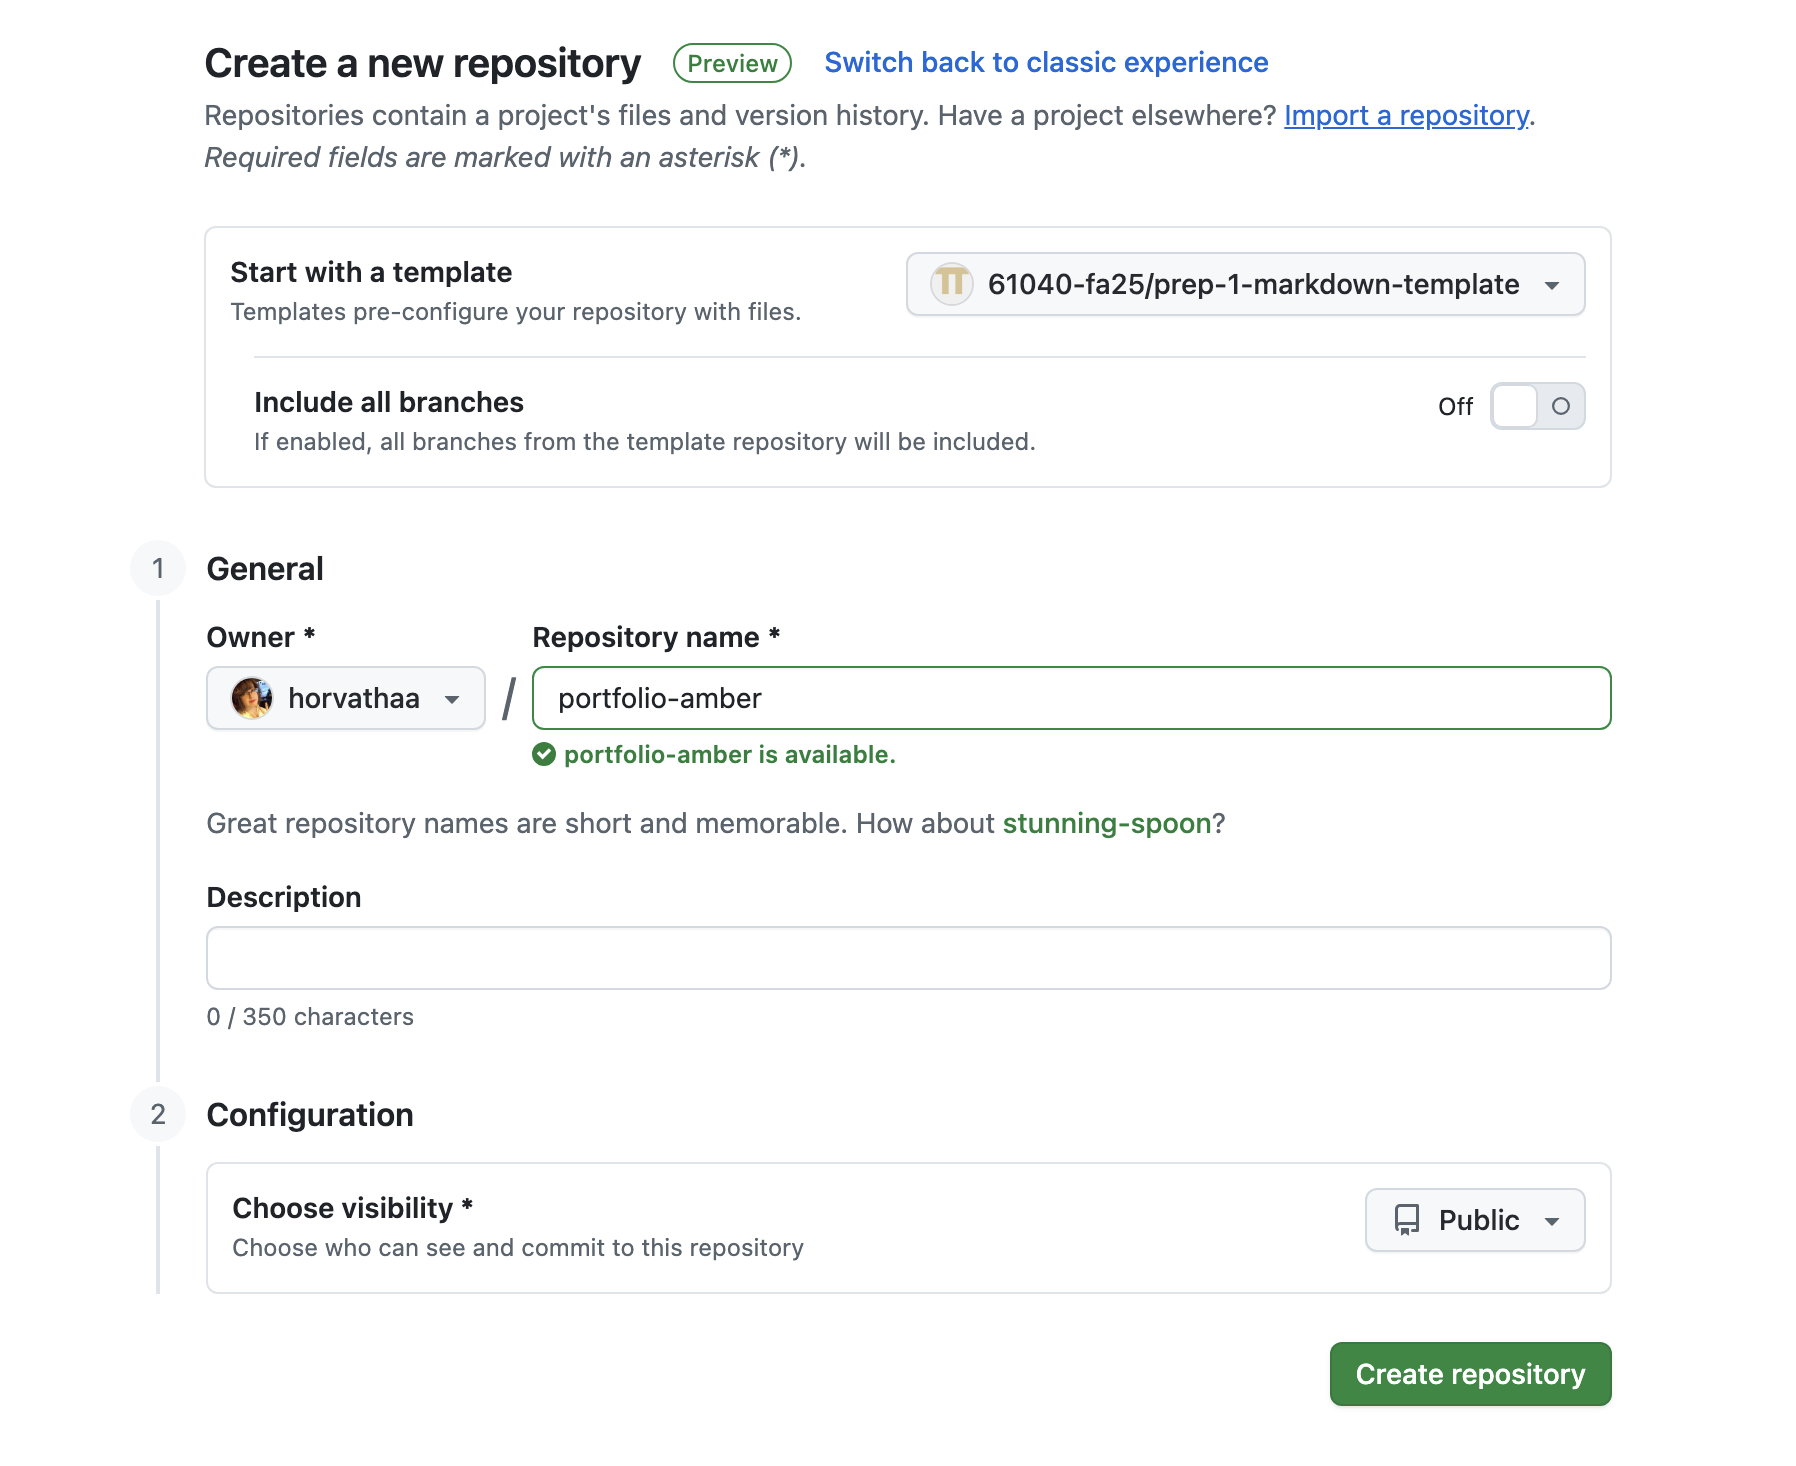 Create a new repository Preview Switch back to classic experience
Repositories contain a project's files and version history. Have a project elsewhere? Import a repository.
Required fields are marked with an asterisk (*).
Start with a template
Templates pre-configure your repository with files.
61040-fa25/prep-1-markdown-template
Include all branches
If enabled, all branches from the template repository will be included.
Off
1 General
Owner * Repository name *
horvathaa / portfolio-amber
portfolio-amber is available.
Great repository names are short and memorable. How about stunning-spoon?
Description
0 / 350 characters
2 Configuration
Choose visibility *
Choose who can see and commit to this repository
Public
Create repository